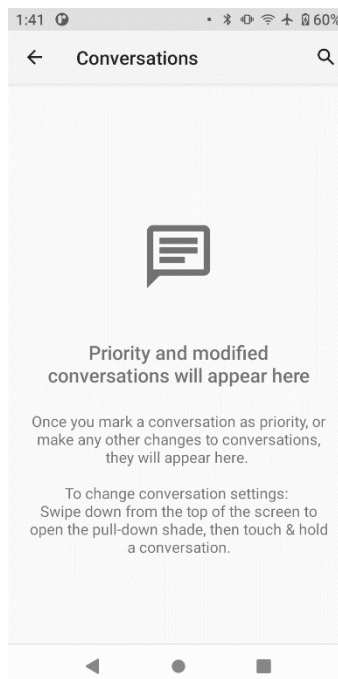 1:41 60%
Conversations
Priority and modified
conversations will appear here
Once you mark a conversation as priority, or
make any other changes to conversations,
they will appear here.
To change conversation settings:
Swipe down from the top of the screen to
open the pull-down shade, then touch & hold
a conversation.